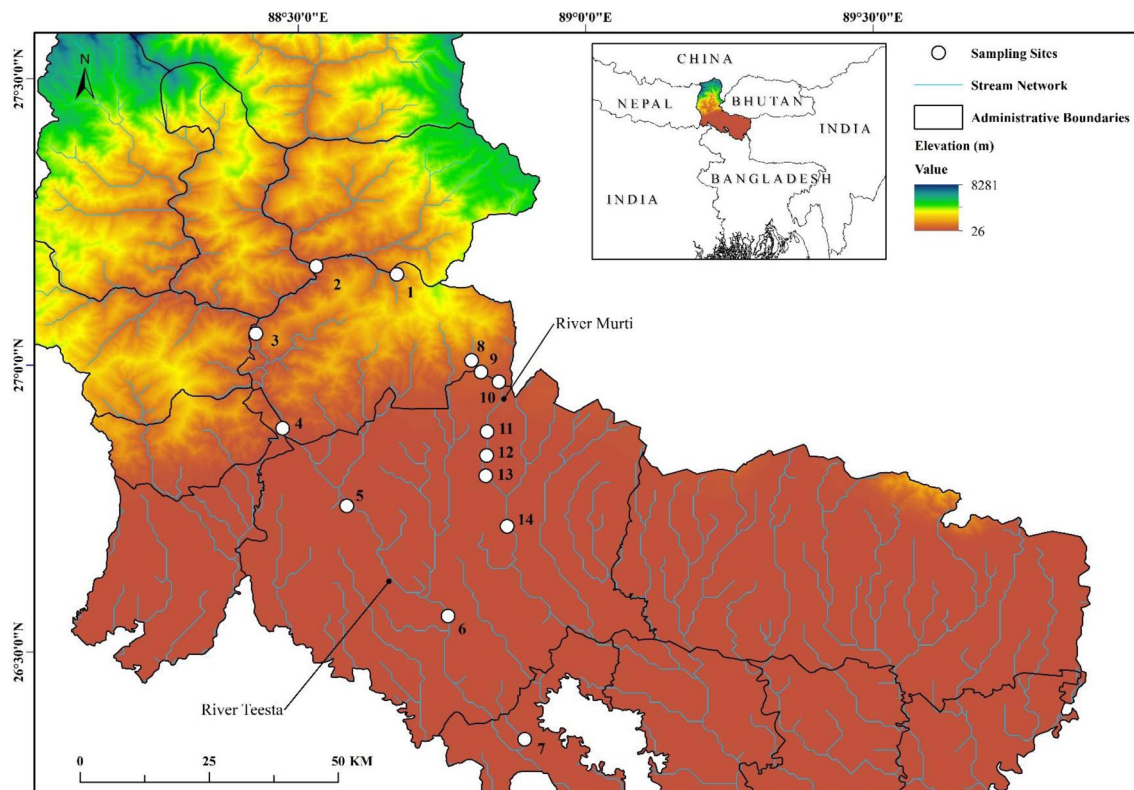 88°30'0"E 89°0'0"E 89°30'0"E
27°30'0"N
27°0'0"N
26°30'0"N
N
CHINA
NEPAL
BHUTAN
INDIA
BANGLADESH
INDIA
Sampling Sites
Stream Network
Administrative Boundaries
Elevation (m)
Value
8281
26
2
1
3
River Murti
8
9
10
4
11
12
13
5
14
6
River Teesta
7
0 25 50 KM